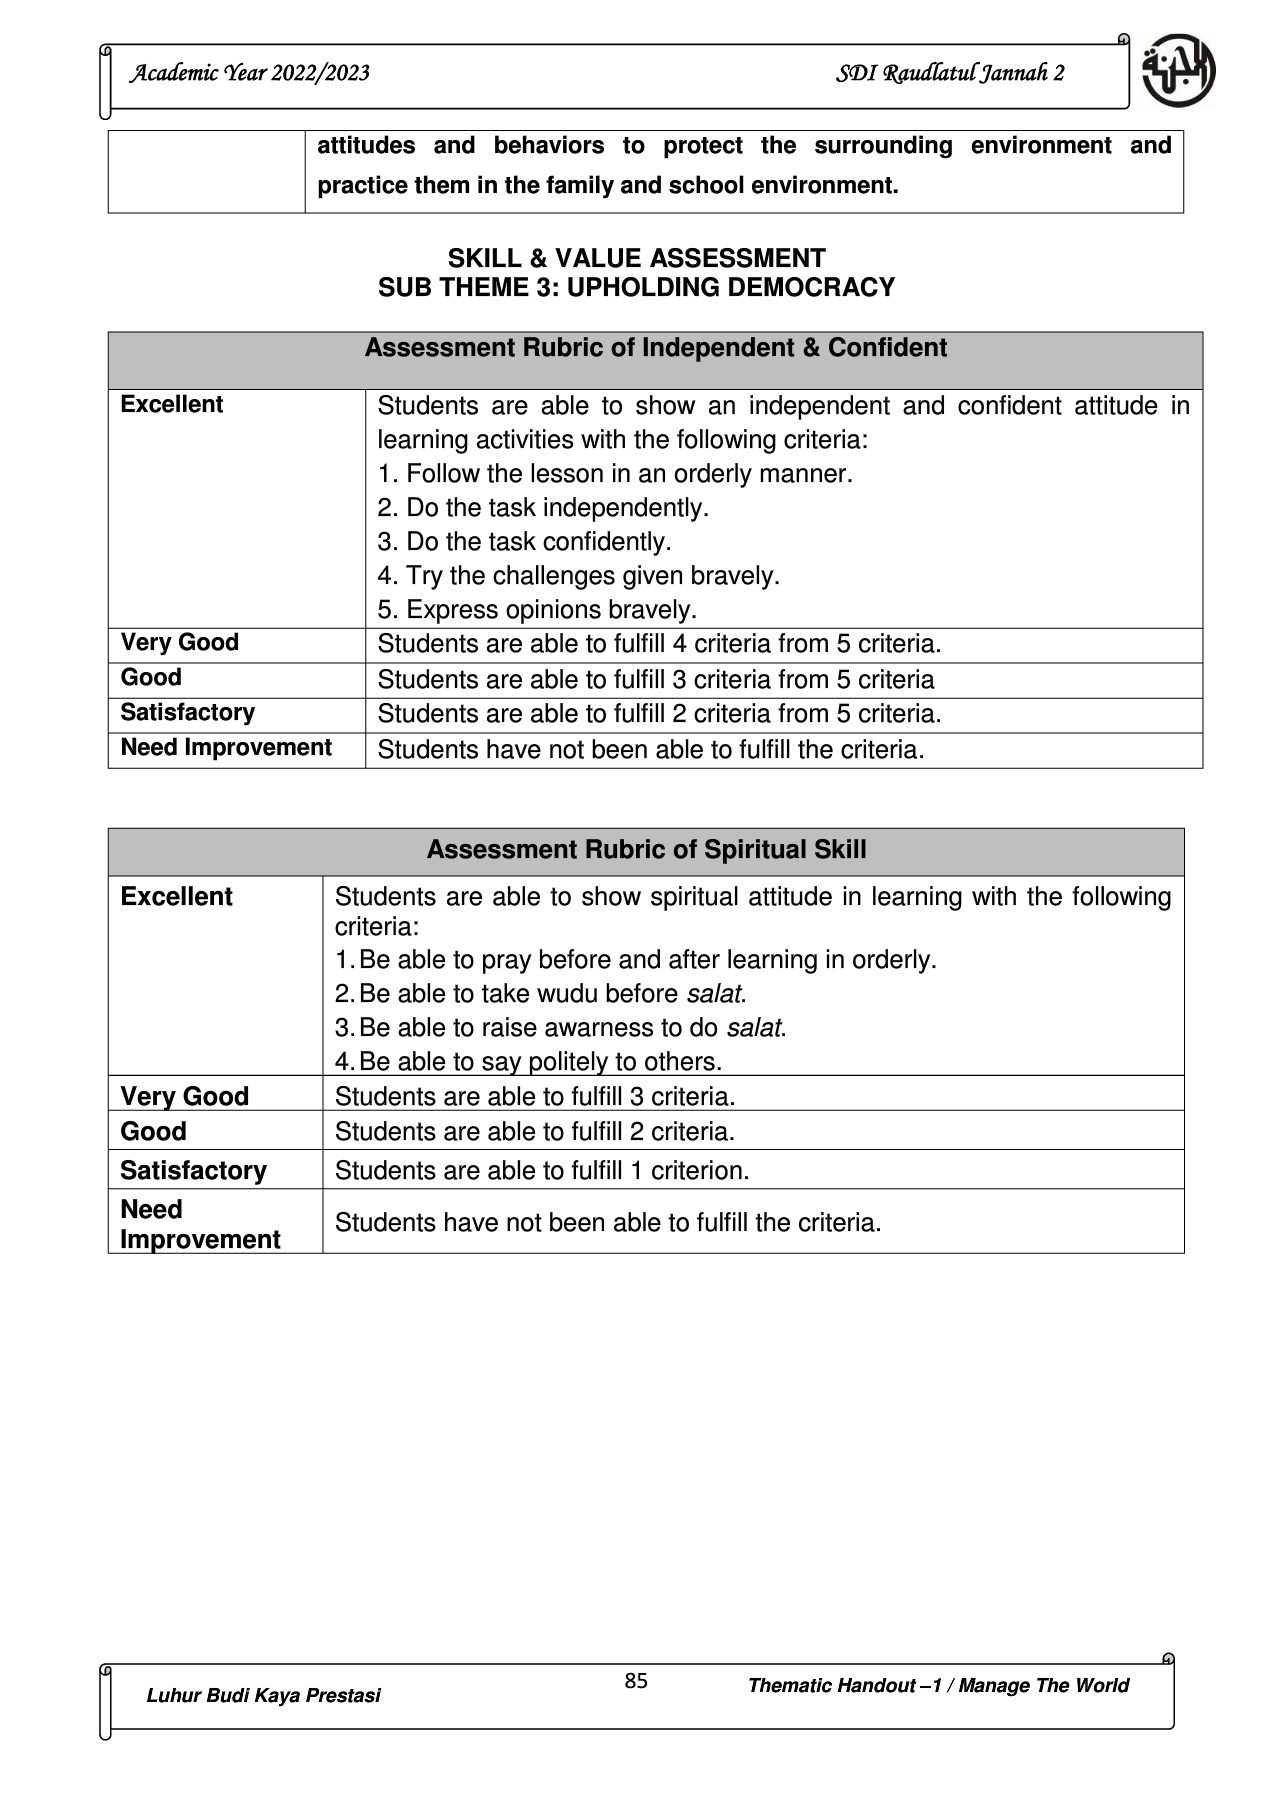 Academic Year 2022/2023 SDI Raudlatul Jannah 2
attitudes and behaviors to protect the surrounding environment and
practice them in the family and school environment.
SKILL & VALUE ASSESSMENT
SUB THEME 3: UPHOLDING DEMOCRACY
Assessment Rubric of Independent & Confident
Excellent Students are able to show an independent and confident attitude in
learning activities with the following criteria:
1. Follow the lesson in an orderly manner.
2. Do the task independently.
3. Do the task confidently.
4. Try the challenges given bravely.
5. Express opinions bravely.
Very Good Students are able to fulfill 4 criteria from 5 criteria.
Good Students are able to fulfill 3 criteria from 5 criteria
Satisfactory Students are able to fulfill 2 criteria from 5 criteria.
Need Improvement Students have not been able to fulfill the criteria.
Assessment Rubric of Spiritual Skill
Excellent Students are able to show spiritual attitude in learning with the following
criteria:
1. Be able to pray before and after learning in orderly.
2. Be able to take wudu before salat.
3. Be able to raise awarness to do salat.
4. Be able to say politely to others.
Very Good Students are able to fulfill 3 criteria.
Good Students are able to fulfill 2 criteria.
Satisfactory Students are able to fulfill 1 criterion.
Need
Improvement Students have not been able to fulfill the criteria.
Luhur Budi Kaya Prestasi 85 Thematic Handout –1 / Manage The World